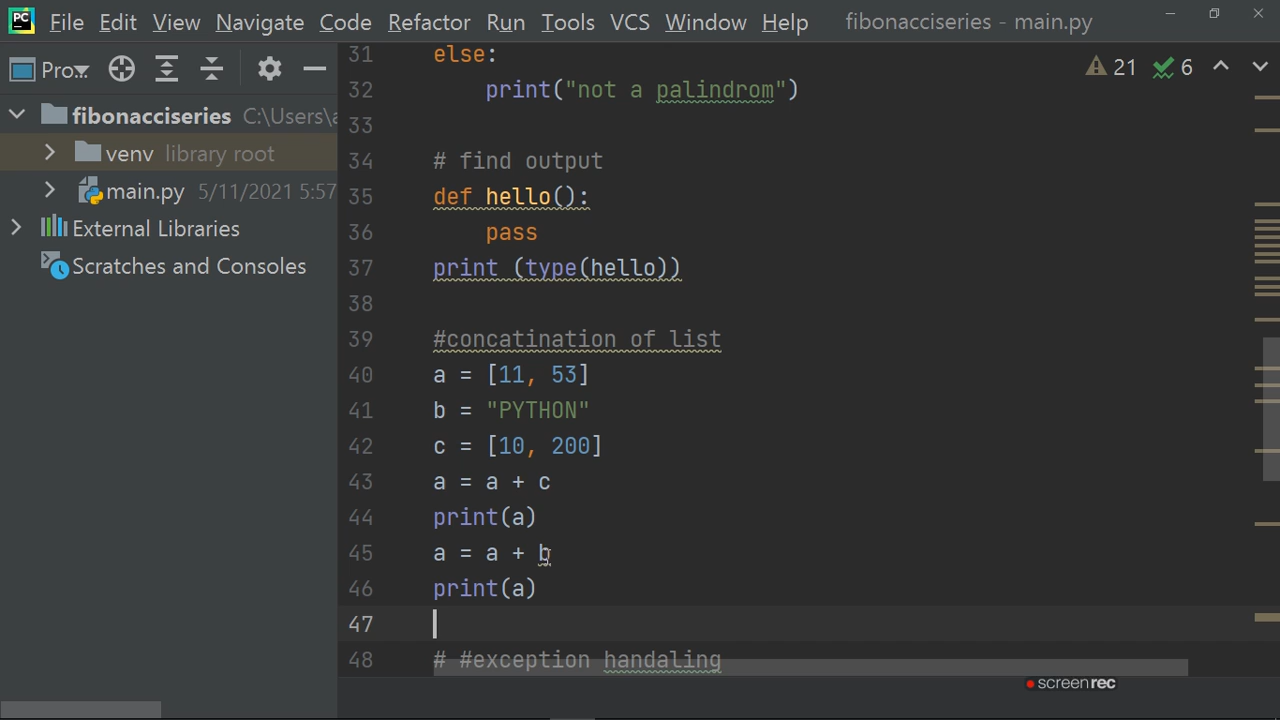 PC File Edit View Navigate Code Refactor Run Tools VCS Window Help fibonacciseries - main.py
Pro...
fibonacciseries C:\Users\
venv library root
main.py 5/11/2021 5:57
External Libraries
Scratches and Consoles
21 6
31 else:
32 print("not a palindrom")
33
34 # find output
35 def hello():
36 pass
37 print (type(hello))
38
39 #concatination of list
40 a = [11, 53]
41 b = "PYTHON"
42 c = [10, 200]
43 a = a + c
44 print(a)
45 a = a + b
46 print(a)
47
48 # #exception handaling
screenrec